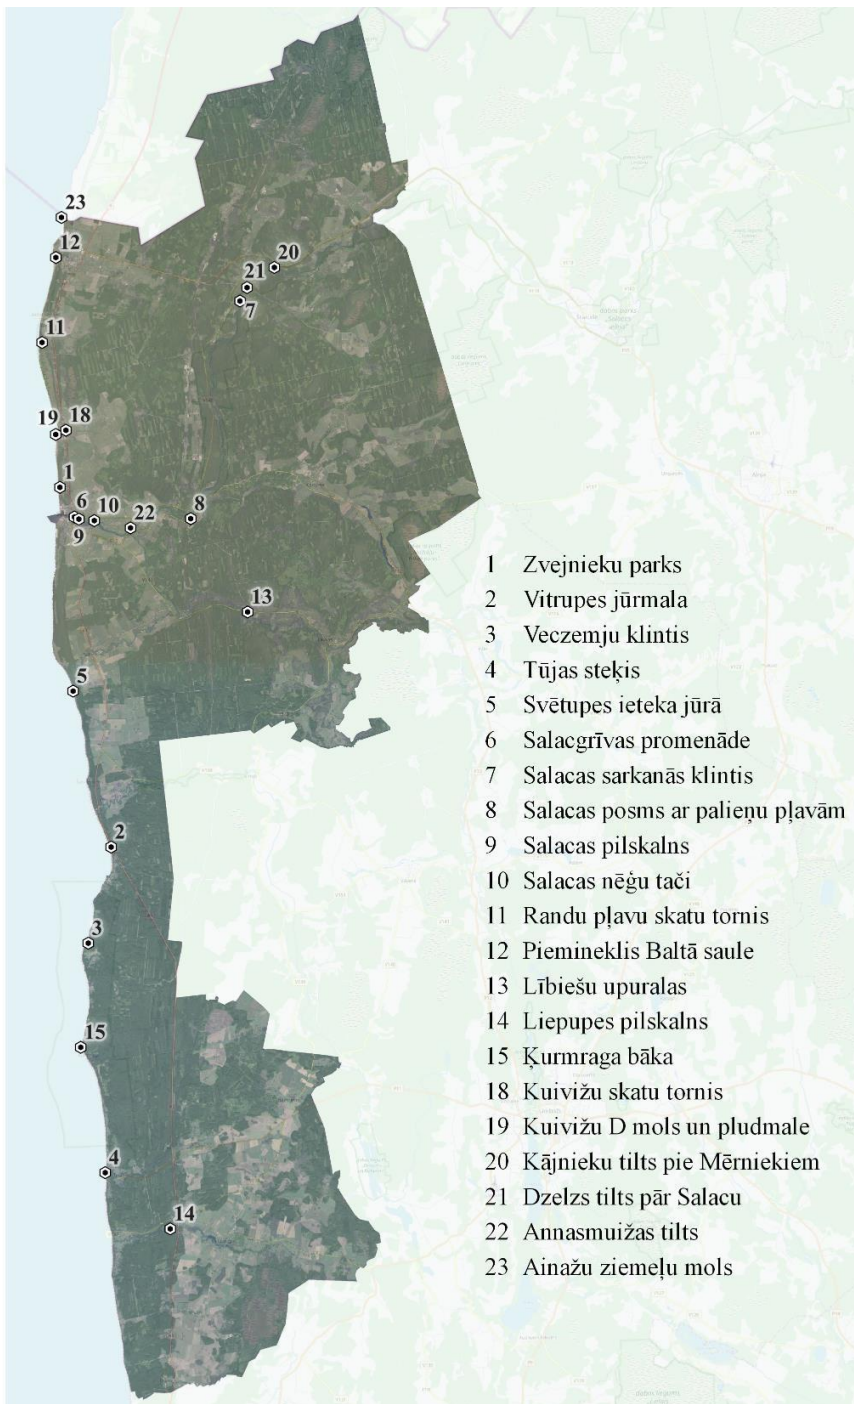 23
12
20
21
7
11
19 18
1
6 10 22 8
9
13
5
2
3
15
4
14
1 Zvejnieku parks
2 Vitrupes jūrmala
3 Veczemju klintis
4 Tūjas steķis
5 Svētupes ieteka jūrā
6 Salacgrīvas promenāde
7 Salacas sarkanās klintis
8 Salacas posms ar palieņu pļavām
9 Salacas pilskalns
10 Salacas nēģu tači
11 Randu pļavu skatu tornis
12 Piemineklis Baltā saule
13 Lībiešu upuralas
14 Liepupes pilskalns
15 Ķurmraga bāka
18 Kuivižu skatu tornis
19 Kuivižu D mols un pludmale
20 Kājnieku tilts pie Mērniekiem
21 Dzelzs tilts pār Salacu
22 Annasmuižas tilts
23 Ainažu ziemeļu mols